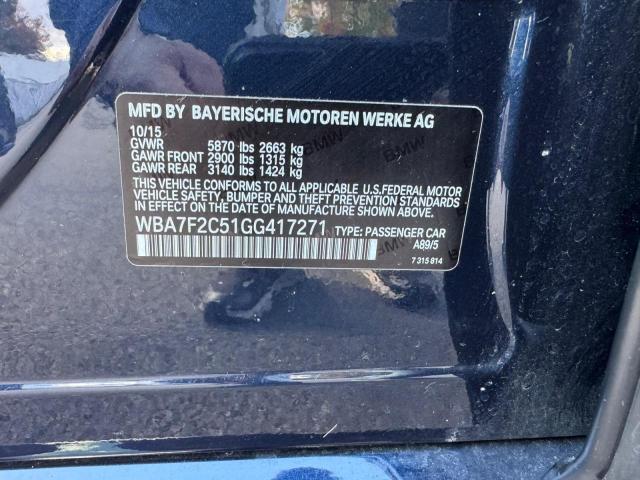 MFD BY BAYERISCHE MOTOREN WERKE AG
10/15
GVWR 5870 lbs 2663 kg
GAWR FRONT 2900 lbs 1315 kg
GAWR REAR 3140 lbs 1424 kg
THIS VEHICLE CONFORMS TO ALL APPLICABLE U.S.FEDERAL MOTOR
VEHICLE SAFETY, BUMPER AND THEFT PREVENTION STANDARDS
IN EFFECT ON THE DATE OF MANUFACTURE SHOWN ABOVE.
WBA7F2C51GG417271 TYPE: PASSENGER CAR
A89/5
7 315 814